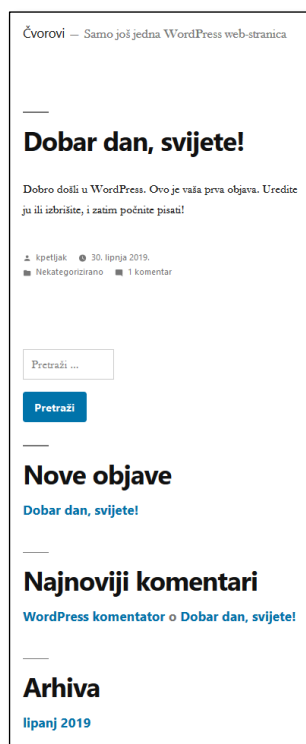 Čvorovi — Samo još jedna WordPress web-stranica
Dobar dan, svijete!
Dobro došli u WordPress. Ovo je vaša prva objava. Uredite
ju ili izbrišite, i zatim počnite pisati!
kpetljak 30. lipnja 2019.
Nekategorizirano 1 komentar
Pretraži ...
Pretraži
Nove objave
Dobar dan, svijete!
Najnoviji komentari
WordPress komentator o Dobar dan, svijete!
Arhiva
lipanj 2019